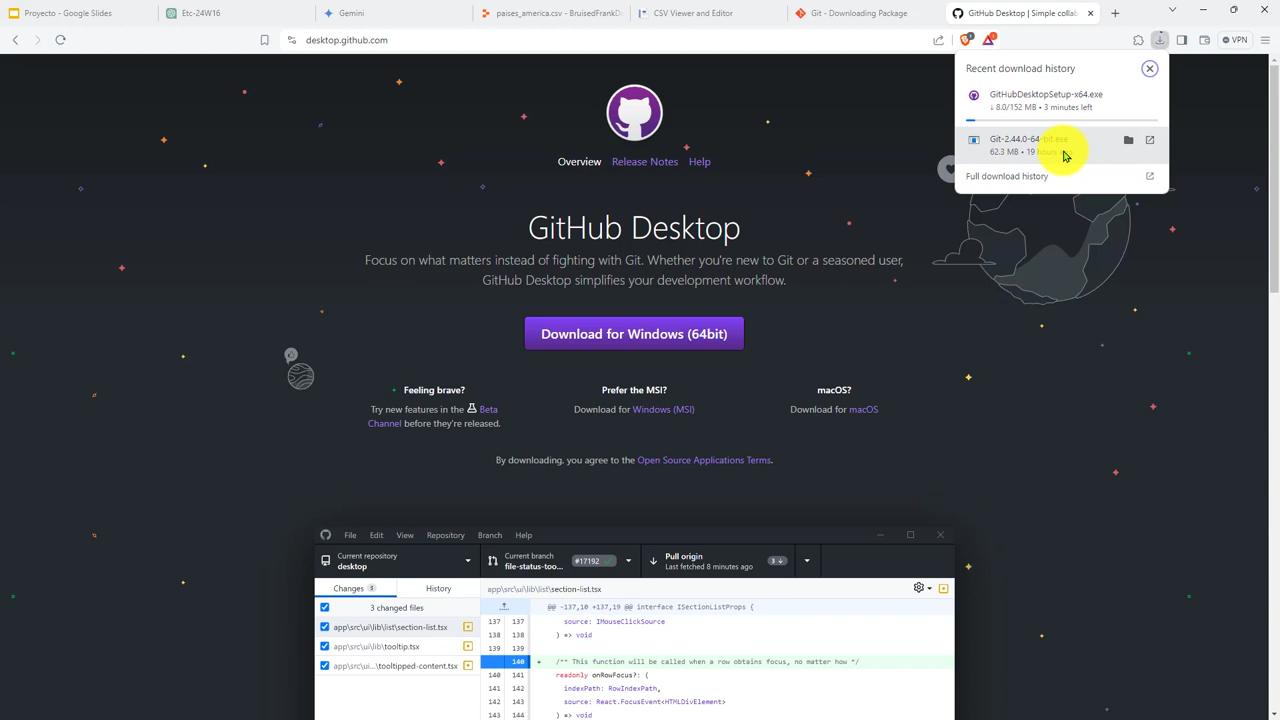 Proyecto - Google Slides
Etc-24W16
Gemini
paises_america.csv - BruisedFrankD
CSV Viewer and Editor
Git - Downloading Package
GitHub Desktop | Simple collab
desktop.github.com
VPN
Recent download history
GitHubDesktopSetup-x64.exe
↓ 8.0/152 MB • 3 minutes left
Git-2.44.0-64-bit.exe
62.3 MB • 19 hours
Full download history
Overview Release Notes Help
GitHub Desktop
Focus on what matters instead of fighting with Git. Whether you're new to Git or a seasoned user,
GitHub Desktop simplifies your development workflow.
Download for Windows (64bit)
Feeling brave?
Try new features in the Beta
Channel before they're released.
Prefer the MSI?
Download for Windows (MSI)
macOS?
Download for macOS
By downloading, you agree to the Open Source Applications Terms.
File Edit View Repository Branch Help
Current repository
desktop
Current branch
file-status-too... #17192
Pull origin
Last fetched 8 minutes ago
3
Changes 3
History
app\src\ui\lib\list\section-list.tsx
3 changed files
app\src\ui\lib\list\section-list.tsx
app\src\ui\lib\tooltip.tsx
app\src\ui...\tooltipped-content.tsx
@@ -137,10 +137,19 @@ interface ISectionListProps {
137 137 source: IMouseClickSource
138 138 ) => void
139 139
140 + /** This function will be called when a row obtains focus, no matter how */
140 141 readonly onRowFocus?: (
141 142 indexPath: RowIndexPath,
142 143 source: React.FocusEvent<HTMLDivElement>
143 144 ) => void